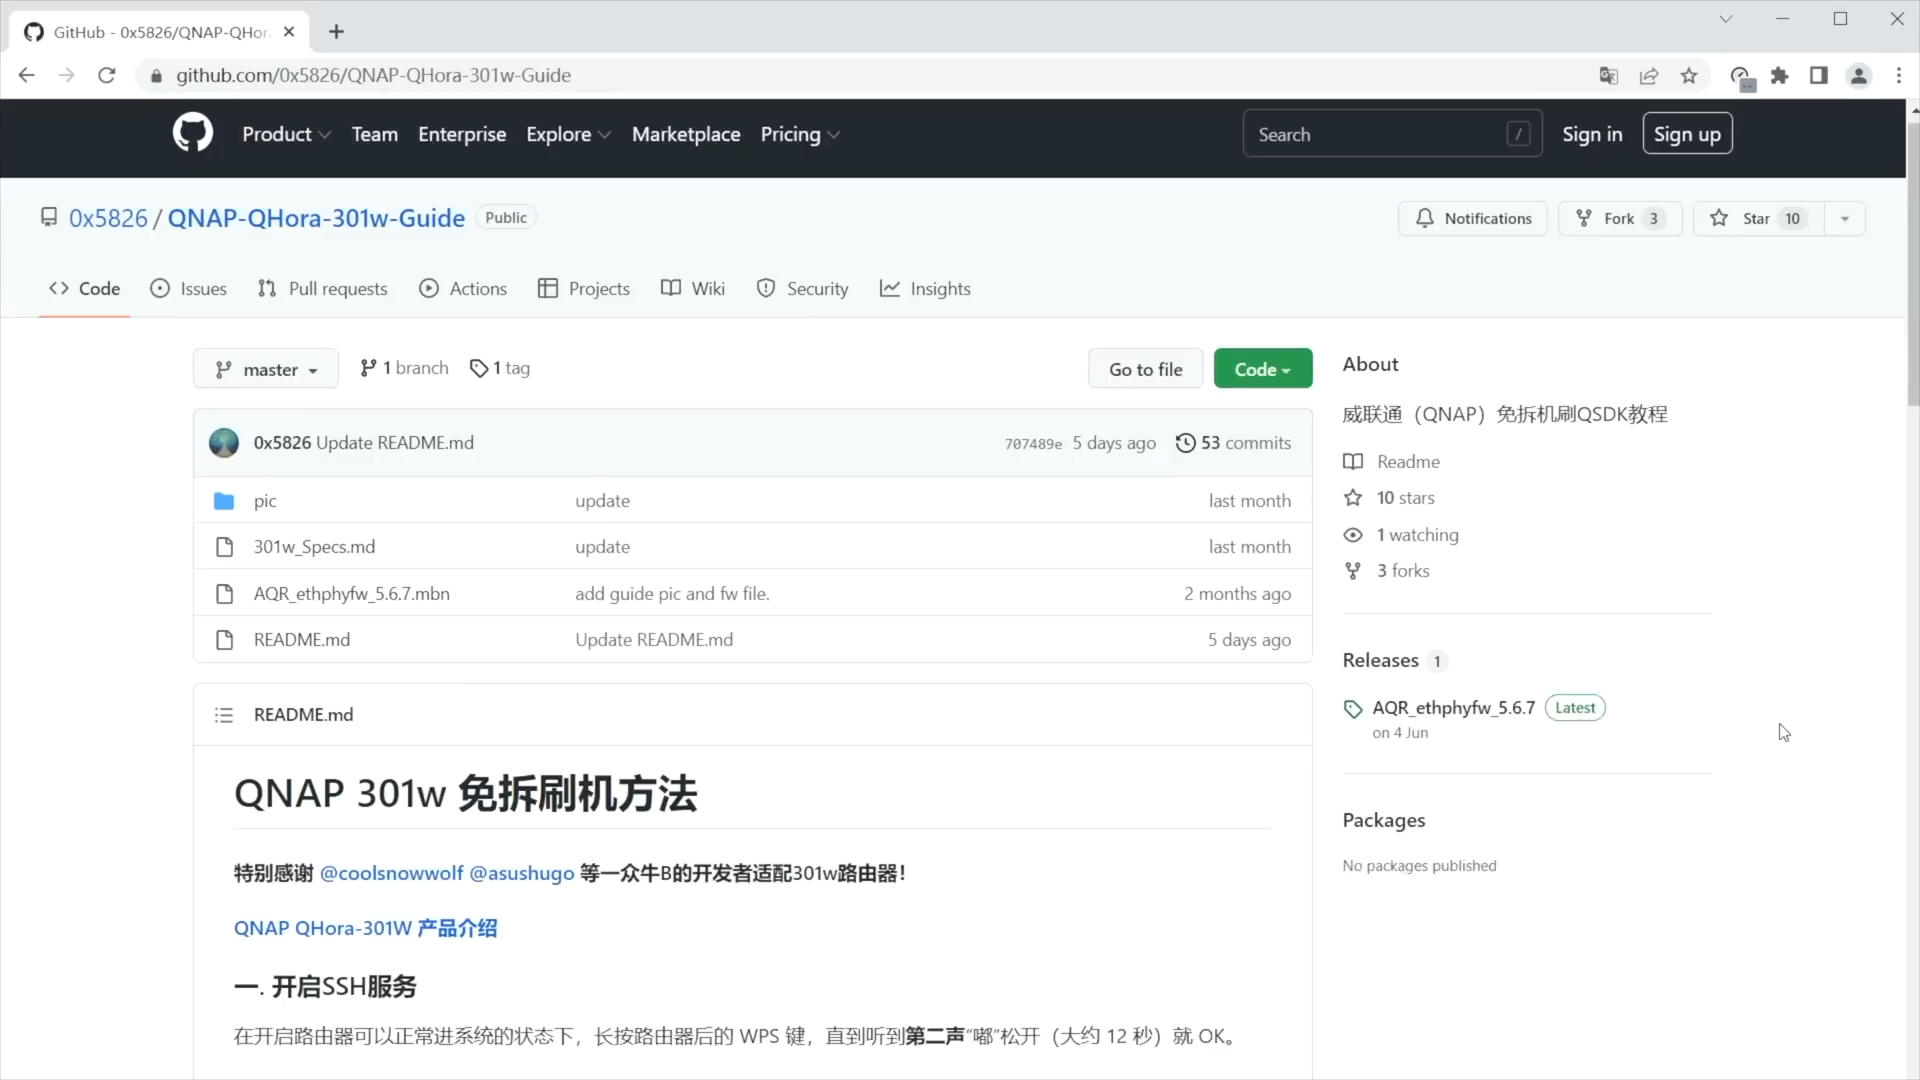 GitHub - 0x5826/QNAP-QHor
github.com/0x5826/QNAP-QHora-301w-Guide
Product Team Enterprise Explore Marketplace Pricing Search / Sign in Sign up
0x5826 / QNAP-QHora-301w-Guide Public Notifications Fork 3 Star 10
Code Issues Pull requests Actions Projects Wiki Security Insights
master 1 branch 1 tag Go to file Code
0x5826 Update README.md 707489e 5 days ago 53 commits
pic update last month
301w_Specs.md update last month
AQR_ethphyfw_5.6.7.mbn add guide pic and fw file. 2 months ago
README.md Update README.md 5 days ago
README.md
QNAP 301w 免拆刷机方法
特别感谢 @coolsnowwolf @asushugo 等一众牛B的开发者适配301w路由器！
QNAP QHora-301W 产品介绍
一. 开启SSH服务
在开启路由器可以正常进系统的状态下，长按路由器后的 WPS 键，直到听到第二声“嘟”松开（大约 12 秒）就 OK。
About
威联通（QNAP）免拆机刷QSDK教程
Readme
10 stars
1 watching
3 forks
Releases 1
AQR_ethphyfw_5.6.7 Latest
on 4 Jun
Packages
No packages published